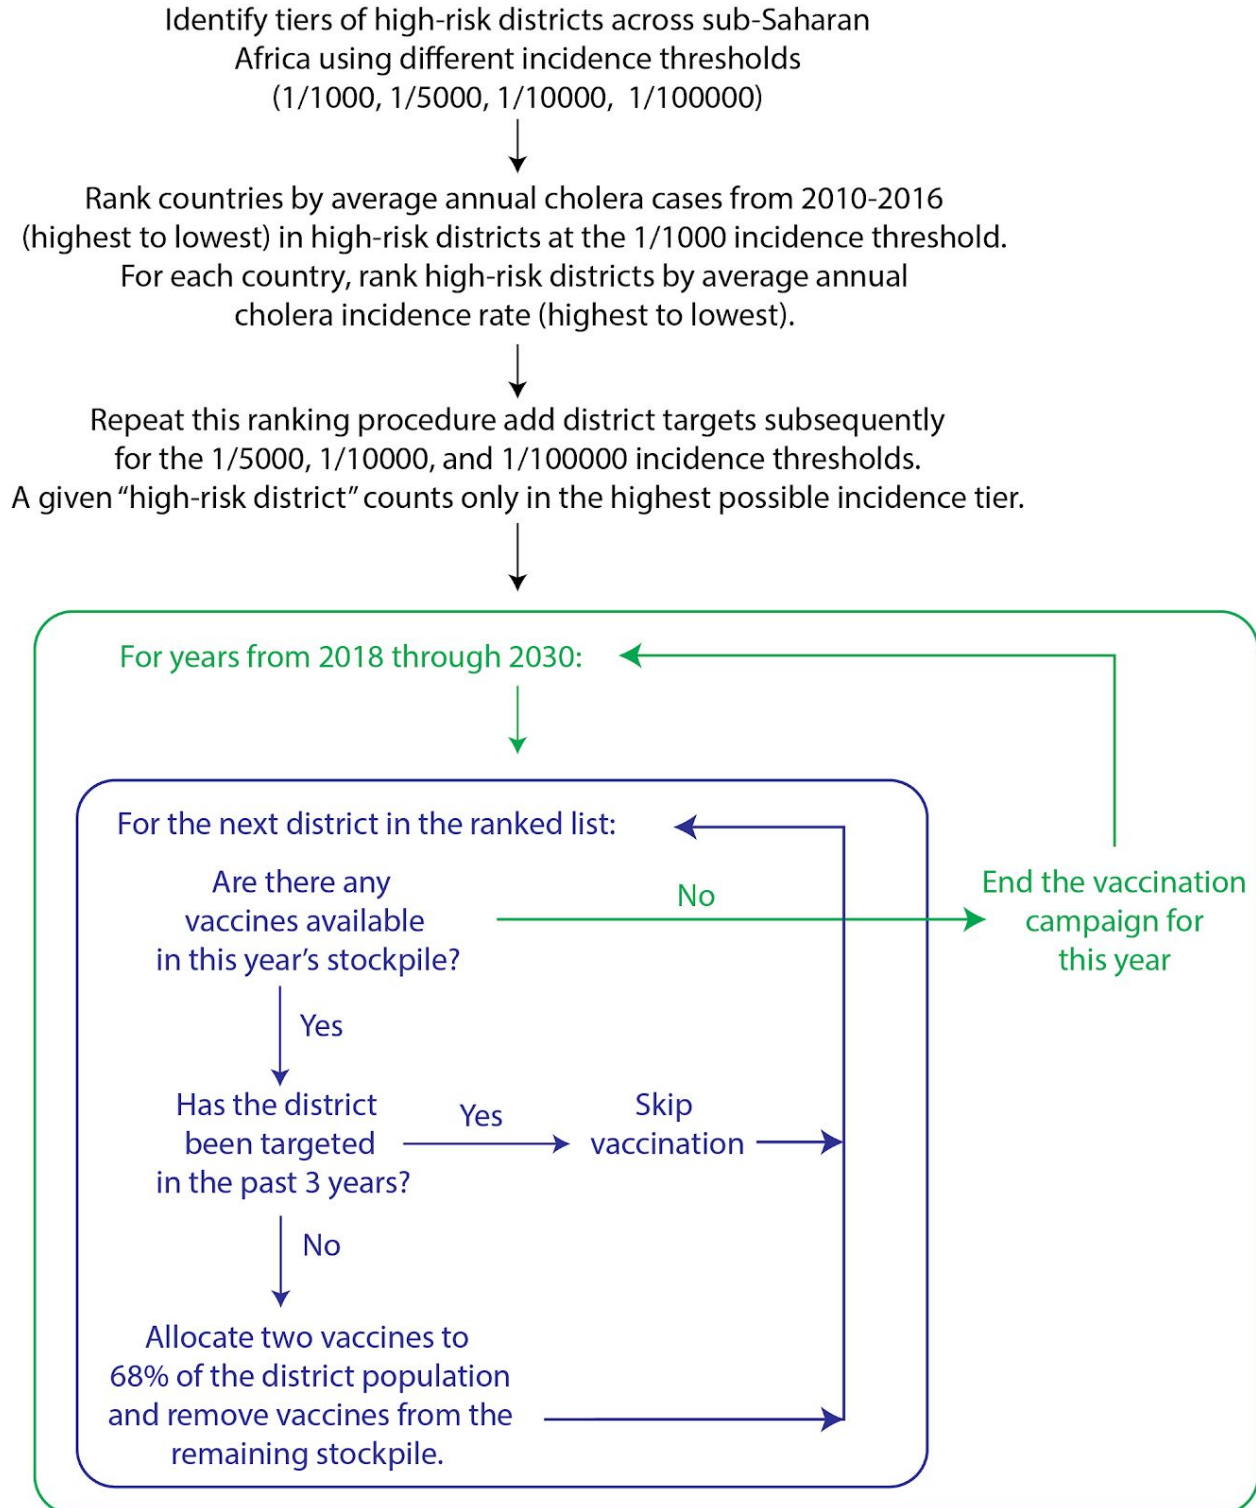 Identify tiers of high-risk districts across sub-Saharan
Africa using different incidence thresholds
(1/1000, 1/5000, 1/10000, 1/100000)
Rank countries by average annual cholera cases from 2010-2016
(highest to lowest) in high-risk districts at the 1/1000 incidence threshold.
For each country, rank high-risk districts by average annual
cholera incidence rate (highest to lowest).
Repeat this ranking procedure add district targets subsequently
for the 1/5000, 1/10000, and 1/100000 incidence thresholds.
A given “high-risk district” counts only in the highest possible incidence tier.
For years from 2018 through 2030:
For the next district in the ranked list:
Are there any
vaccines available
in this year’s stockpile?
No
End the vaccination
campaign for
this year
Yes
Has the district
been targeted
in the past 3 years?
Yes
Skip
vaccination
No
Allocate two vaccines to
68% of the district population
and remove vaccines from the
remaining stockpile.